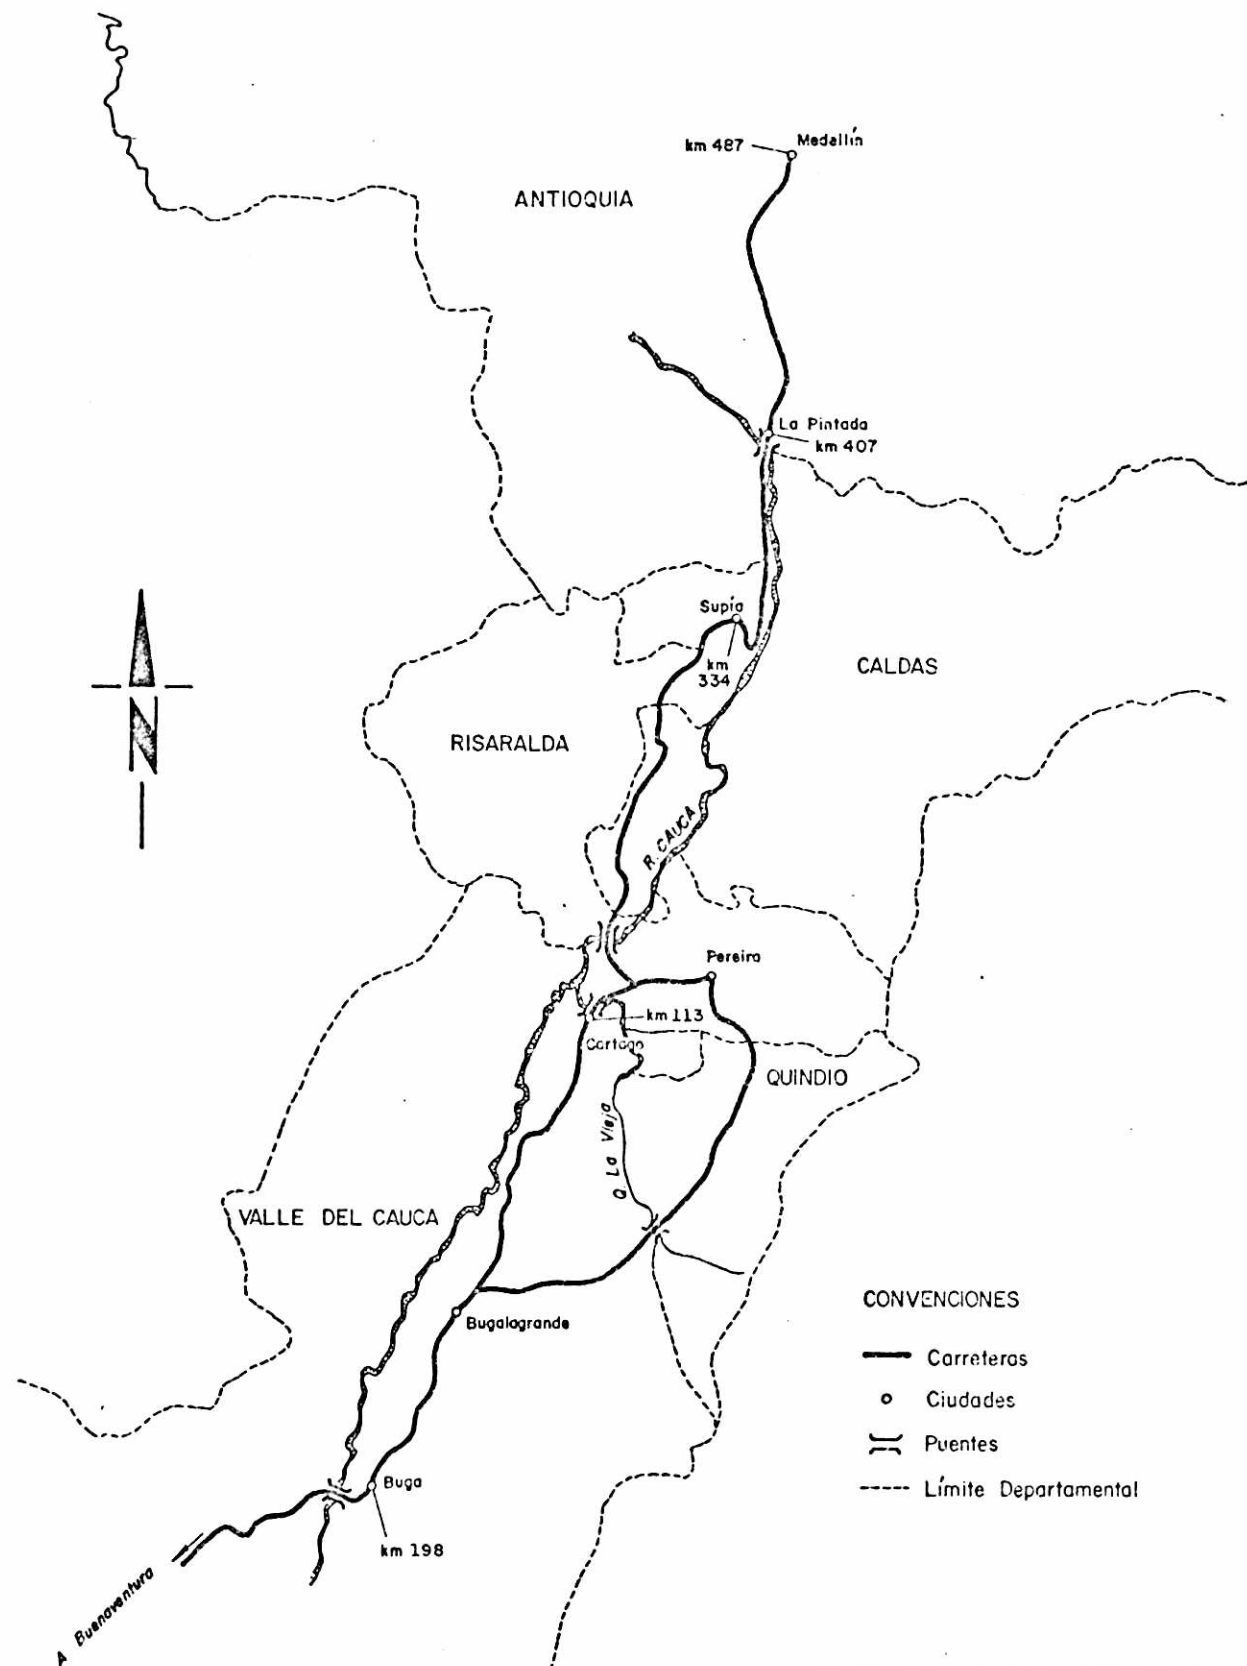 Medellín
km 487
ANTIOQUIA
La Pintada
km 407
Supía
km
334
CALDAS
RISARALDA
R. CAUCA
Pereira
km 113
Cartago
QUINDIO
Q. La Vieja
VALLE DEL CAUCA
Bugalagrande
CONVENCIONES
Carreteras
Ciudades
Puentes
Límite Departamental
Buga
km 198
A Buenaventura
N